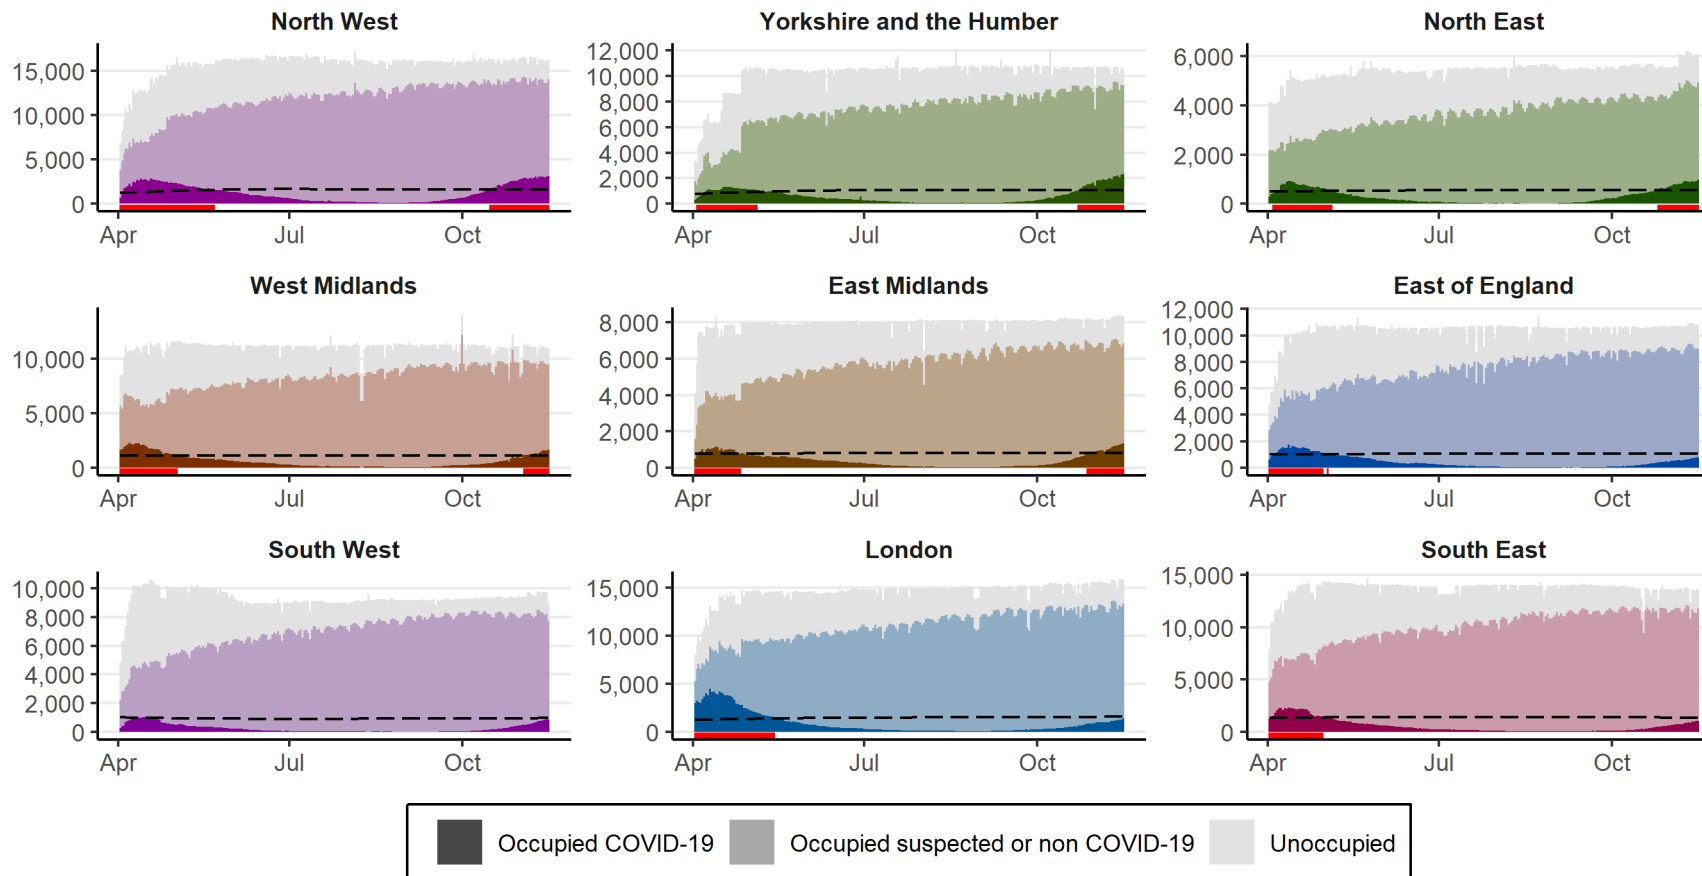 North West
Yorkshire and the Humber
North East
15,000
10,000
5,000
0
Apr
Jul
Oct
12,000
10,000
8,000
6,000
4,000
2,000
0
Apr
Jul
Oct
6,000
4,000
2,000
0
Apr
Jul
Oct
West Midlands
East Midlands
East of England
10,000
5,000
0
Apr
Jul
Oct
8,000
6,000
4,000
2,000
0
Apr
Jul
Oct
12,000
10,000
8,000
6,000
4,000
2,000
0
Apr
Jul
Oct
South West
London
South East
10,000
8,000
6,000
4,000
2,000
0
Apr
Jul
Oct
15,000
10,000
5,000
0
Apr
Jul
Oct
15,000
10,000
5,000
0
Apr
Jul
Oct
Occupied COVID-19
Occupied suspected or non COVID-19
Unoccupied